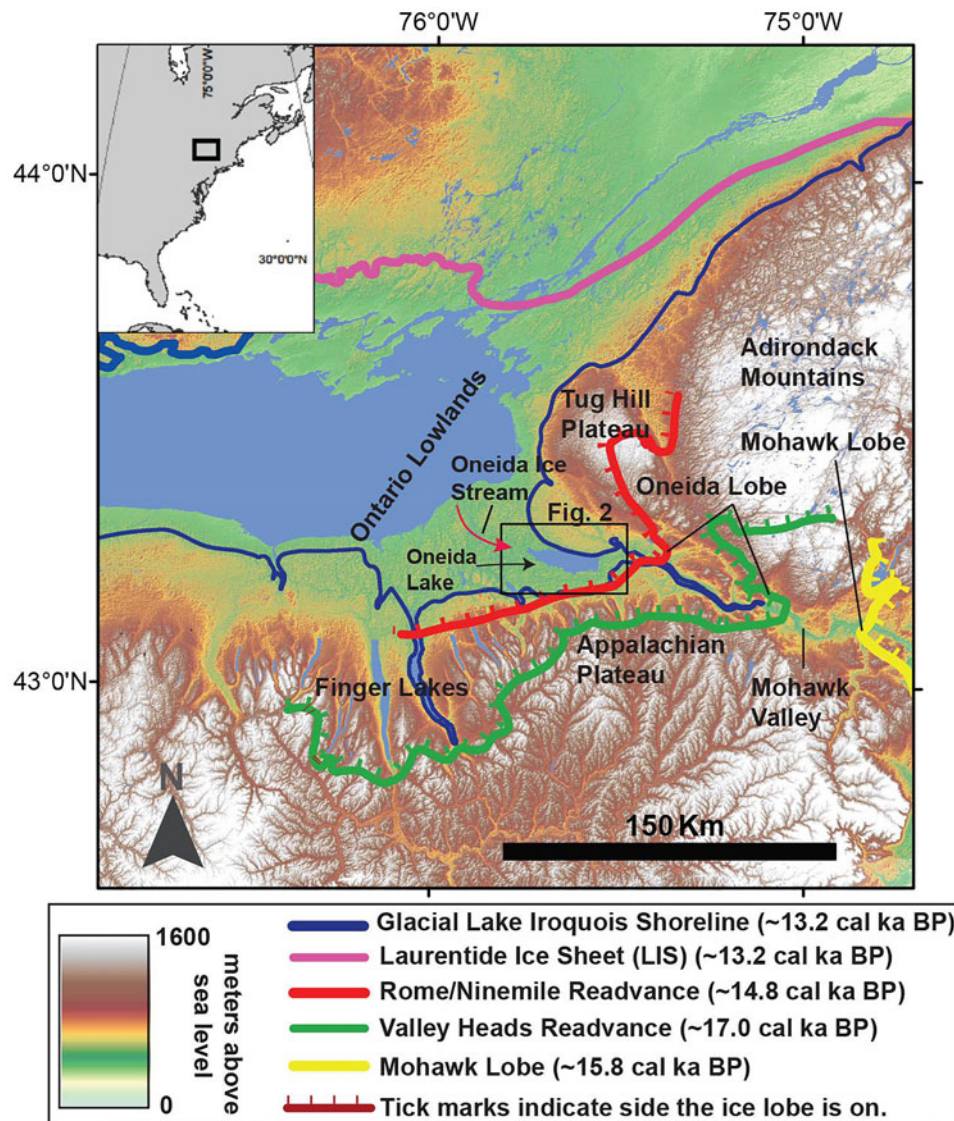 76°0'W
75°0'W
75°0'0"W
30°0'0"N
44°0'N
43°0'N
Adirondack
Mountains
Tug Hill
Plateau
Mohawk Lobe
Ontario Lowlands
Oneida Ice
Stream
Oneida Lobe
Fig. 2
Oneida
Lake
Appalachian
Plateau
Finger Lakes
Mohawk
Valley
N
150 Km
1600
0
meters above
sea level
Glacial Lake Iroquois Shoreline (~13.2 cal ka BP)
Laurentide Ice Sheet (LIS) (~13.2 cal ka BP)
Rome/Ninemile Readvance (~14.8 cal ka BP)
Valley Heads Readvance (~17.0 cal ka BP)
Mohawk Lobe (~15.8 cal ka BP)
Tick marks indicate side the ice lobe is on.